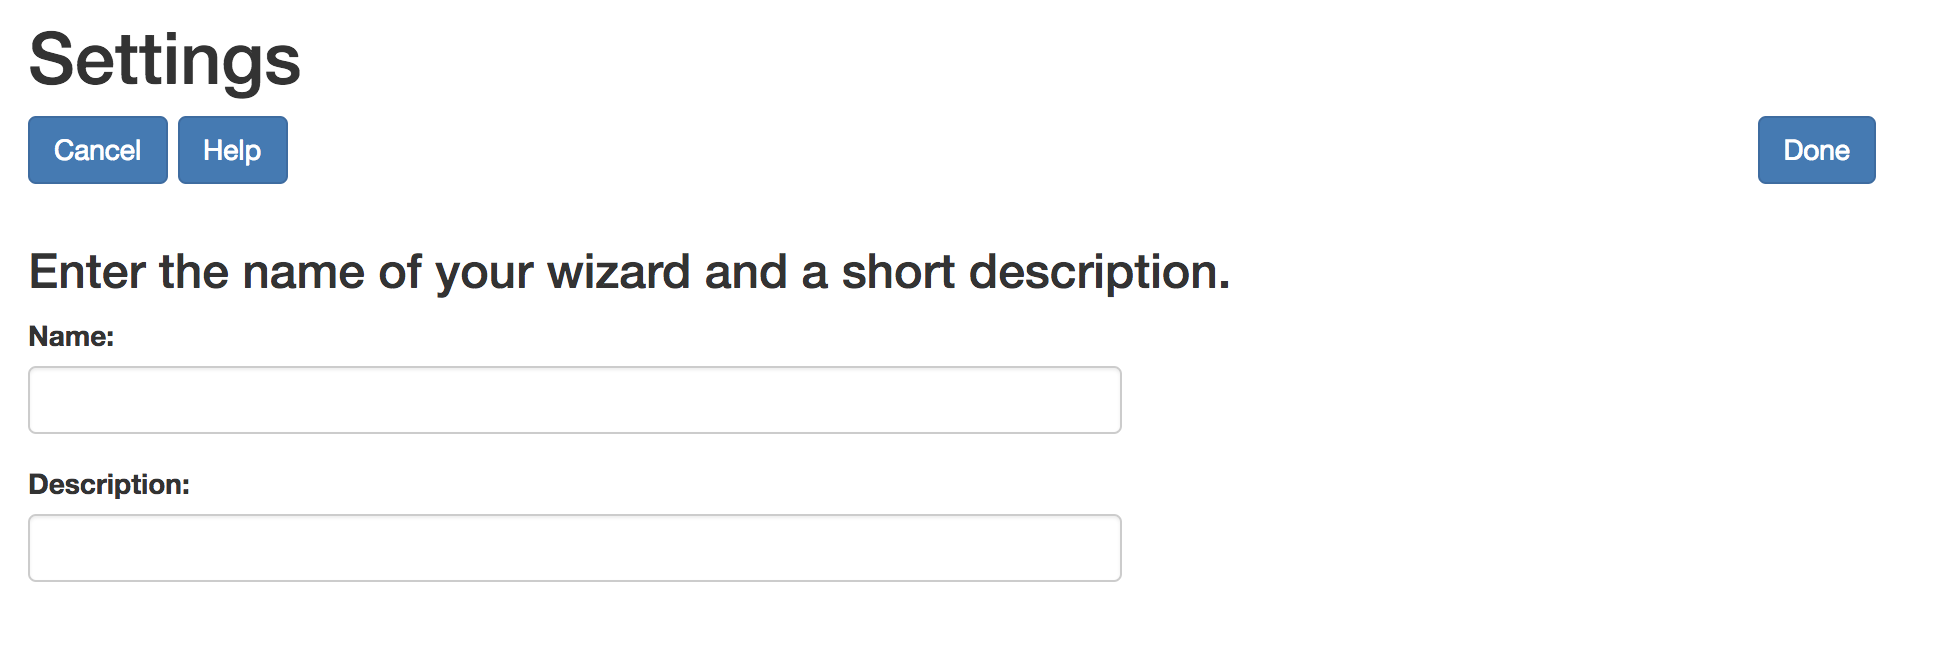 Settings
Cancel Help Done
Enter the name of your wizard and a short description.
Name:
Description: